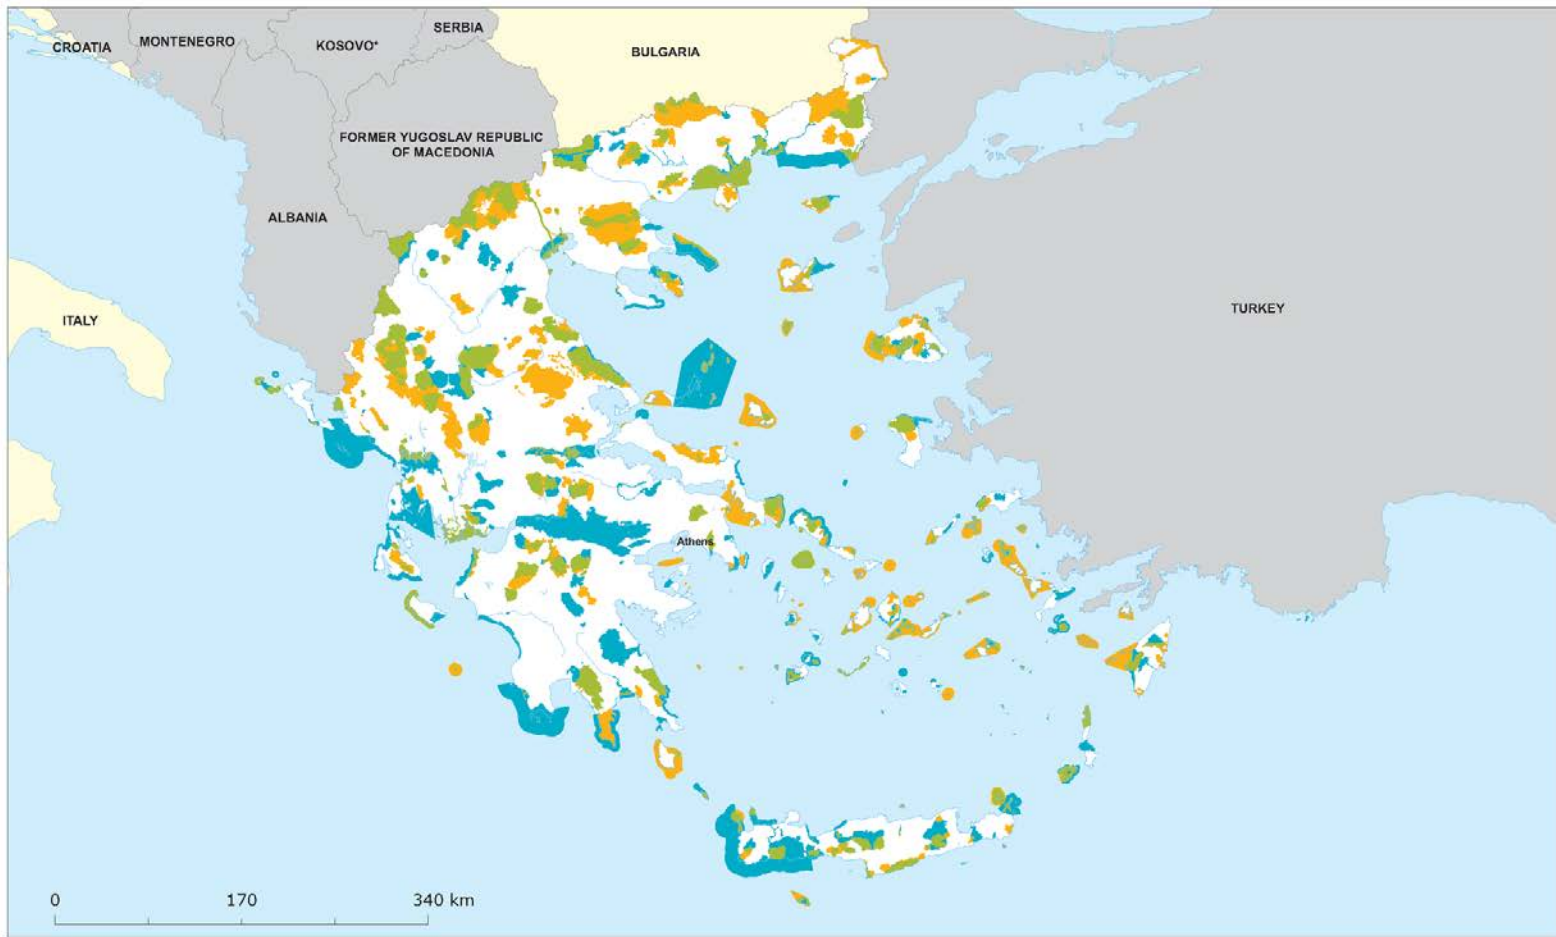 SERBIA
CROATIA
MONTENEGRO
KOSOVO*
BULGARIA
FORMER YUGOSLAV REPUBLIC
OF MACEDONIA
ALBANIA
ITALY
TURKEY
Athens
0 170 340 km